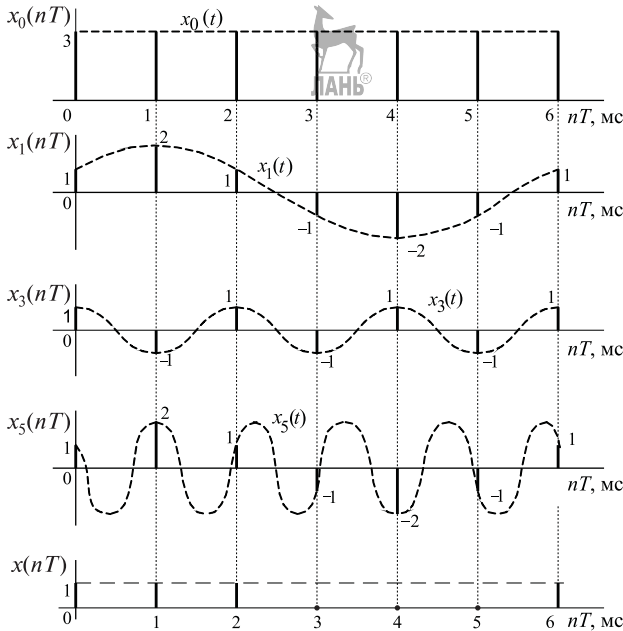 x₀(nT)
x₀(t)
3
ЛАНЬ®
0 1 2 3 4 5 6 nT, мс
x₁(nT)
2
x₁(t)
1 1 1
0 nT, мс
–1 –1
–2
x₃(nT)
1 1 1 x₃(t) 1
0 nT, мс
–1 –1 –1
x₅(nT)
2 x₅(t)
1 1 1
0 nT, мс
–1 –1
–2
x(nT)
1
0 1 2 3 4 5 6 nT, мс